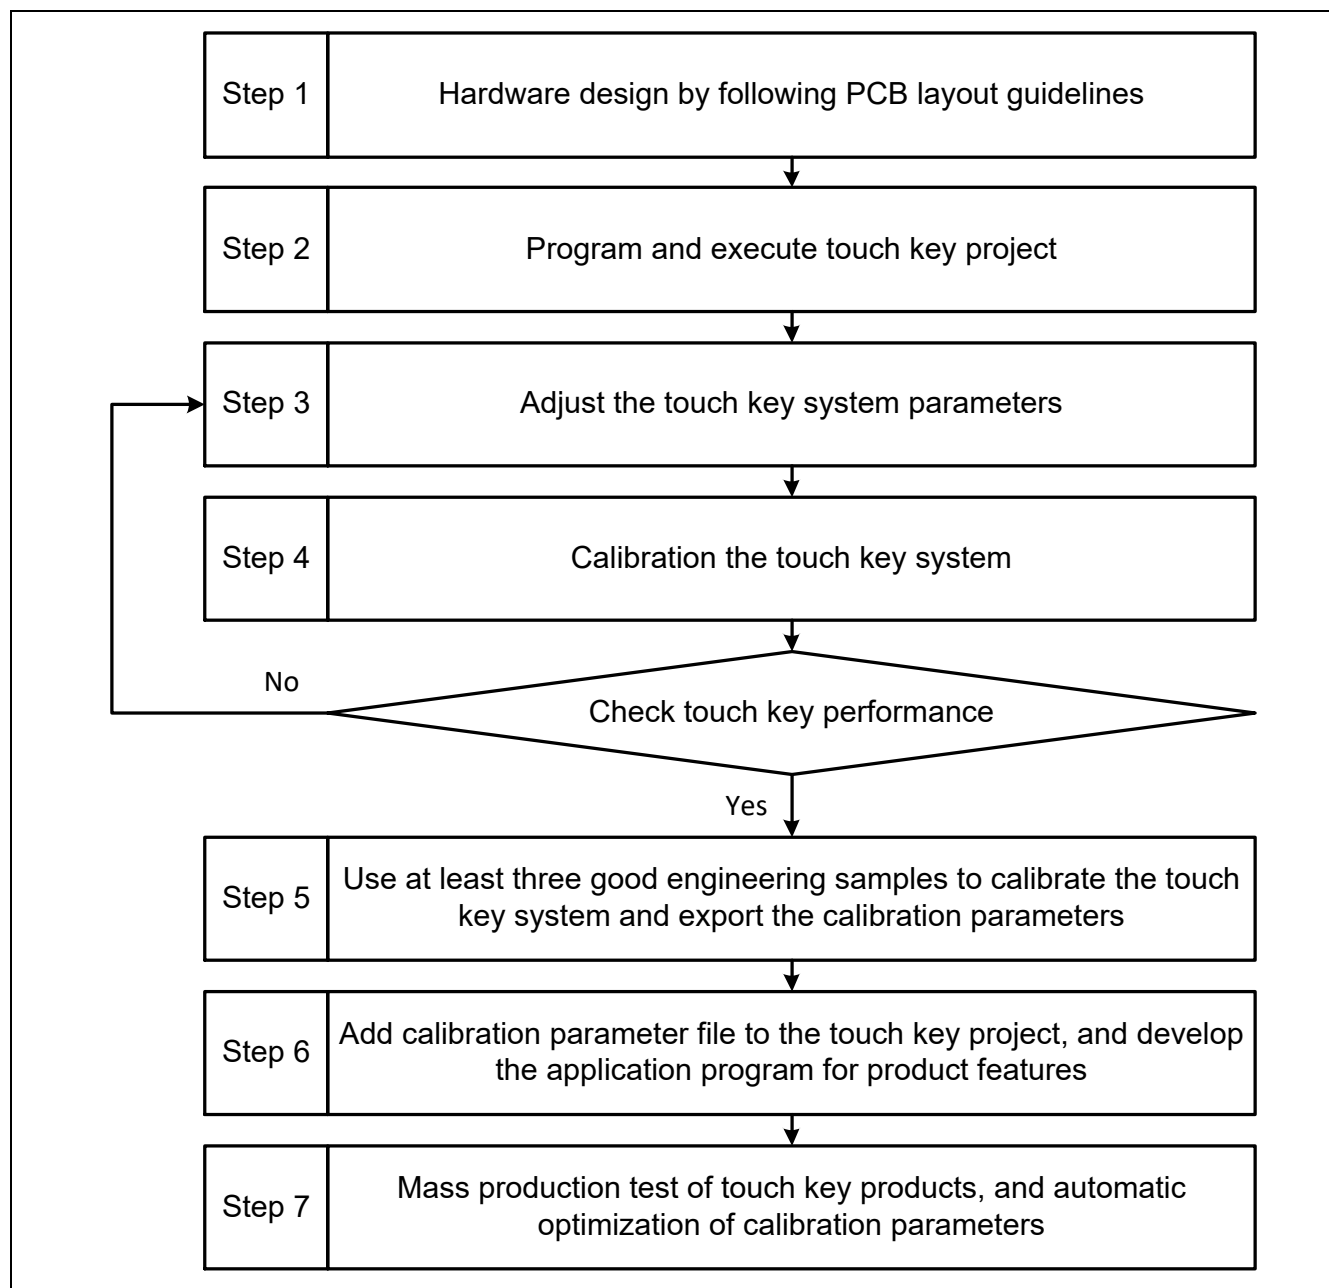 Step 1
Hardware design by following PCB layout guidelines
Step 2
Program and execute touch key project
Step 3
Adjust the touch key system parameters
Step 4
Calibration the touch key system
No
Check touch key performance
Yes
Step 5
Use at least three good engineering samples to calibrate the touch
key system and export the calibration parameters
Step 6
Add calibration parameter file to the touch key project, and develop
the application program for product features
Step 7
Mass production test of touch key products, and automatic
optimization of calibration parameters